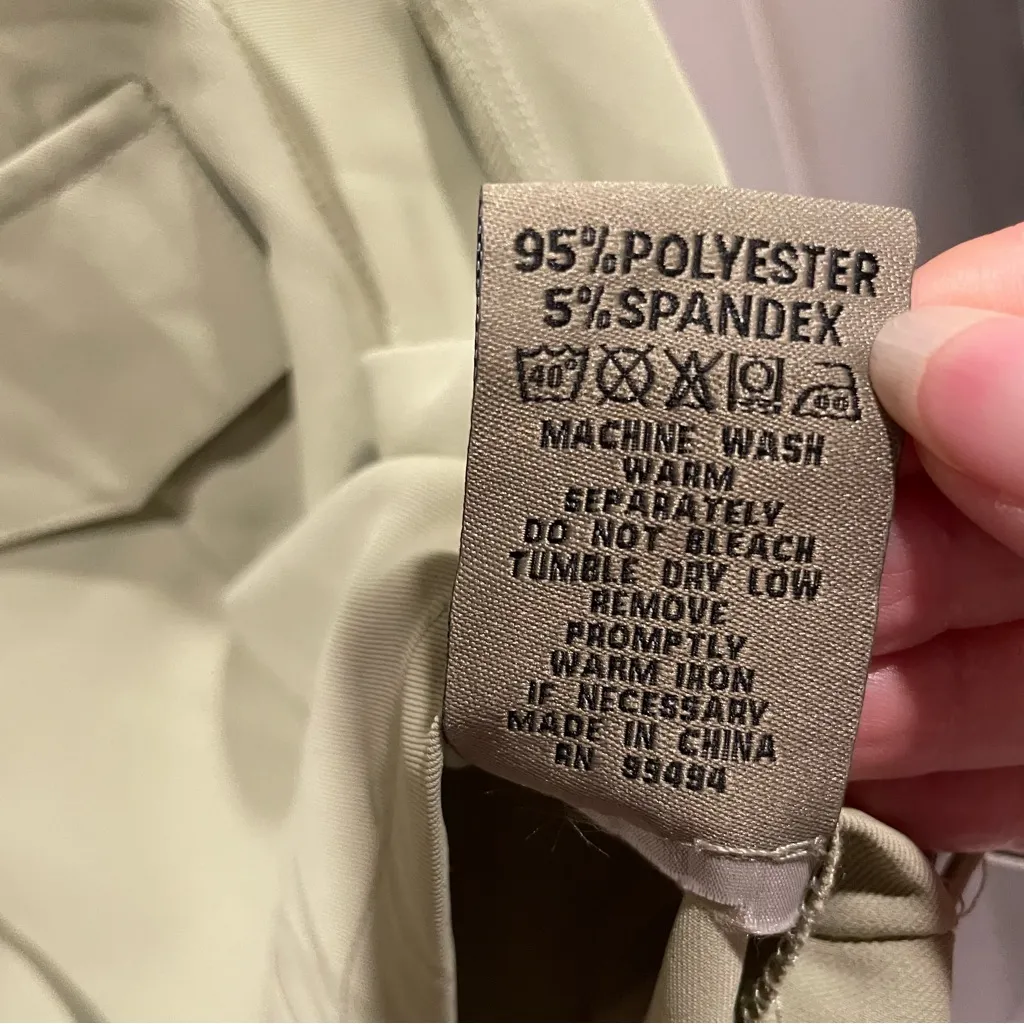 95% POLYESTER
5% SPANDEX
40°
MACHINE WASH
WARM
SEPARATELY
DO NOT BLEACH
TUMBLE DRY LOW
REMOVE
PROMPTLY
WARM IRON
IF NECESSARY
MADE IN CHINA
RN 99494